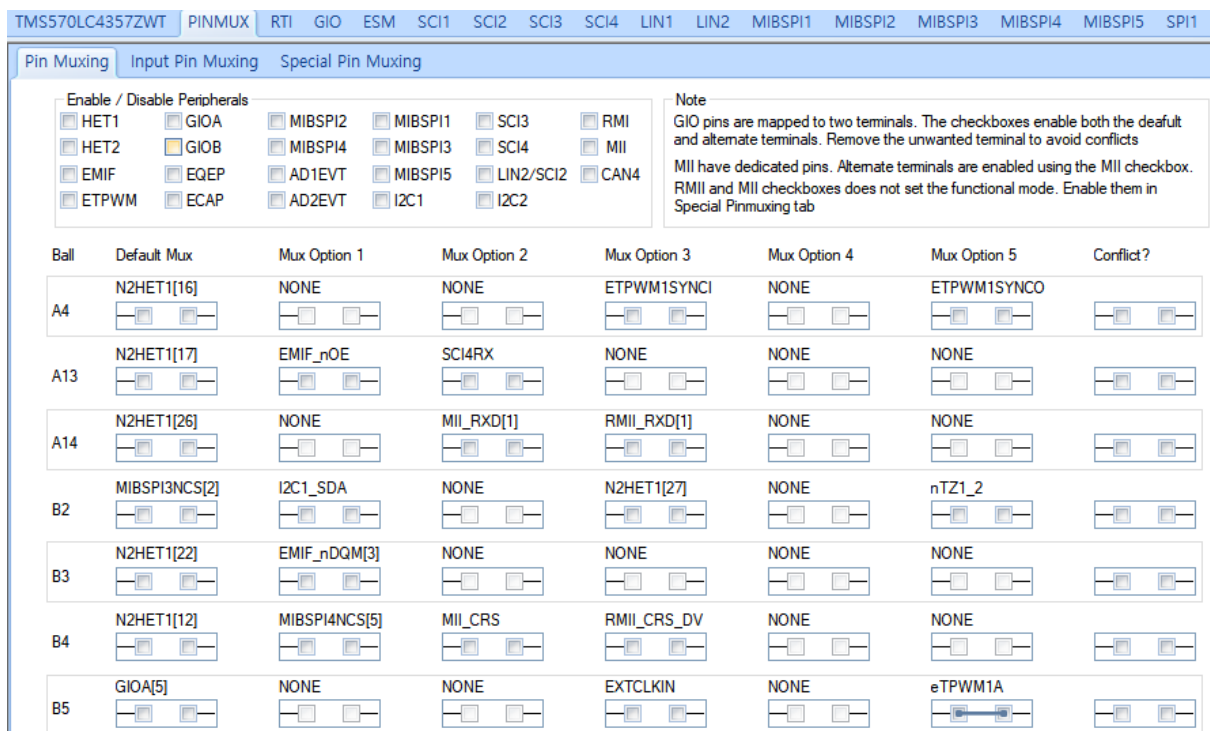 TMS570LC4357ZWT PINMUX RTI GIO ESM SCI1 SCI2 SCI3 SCI4 LIN1 LIN2 MIBSPI1 MIBSPI2 MIBSPI3 MIBSPI4 MIBSPI5 SPI1
Pin Muxing Input Pin Muxing Special Pin Muxing
Enable / Disable Peripherals
HET1 GIOA MIBSPI2 MIBSPI1 SCI3 RMI
HET2 GIOB MIBSPI4 MIBSPI3 SCI4 MII
EMIF EQEP AD1EVT MIBSPI5 LIN2/SCI2 CAN4
ETPWM ECAP AD2EVT I2C1 I2C2
Note
GIO pins are mapped to two terminals. The checkboxes enable both the deafult
and alternate terminals. Remove the unwanted terminal to avoid conflicts
MII have dedicated pins. Alternate terminals are enabled using the MII checkbox.
RMII and MII checkboxes does not set the functional mode. Enable them in
Special Pinmuxing tab
Ball Default Mux Mux Option 1 Mux Option 2 Mux Option 3 Mux Option 4 Mux Option 5 Conflict?
N2HET1[16] NONE NONE ETPWM1SYNCI NONE ETPWM1SYNCO
A4
N2HET1[17] EMIF_nOE SCI4RX NONE NONE NONE
A13
N2HET1[26] NONE MII_RXD[1] RMII_RXD[1] NONE NONE
A14
MIBSPI3NCS[2] I2C1_SDA NONE N2HET1[27] NONE nTZ1_2
B2
N2HET1[22] EMIF_nDQM[3] NONE NONE NONE NONE
B3
N2HET1[12] MIBSPI4NCS[5] MII_CRS RMII_CRS_DV NONE NONE
B4
GIOA[5] NONE NONE EXTCLKIN NONE eTPWM1A
B5